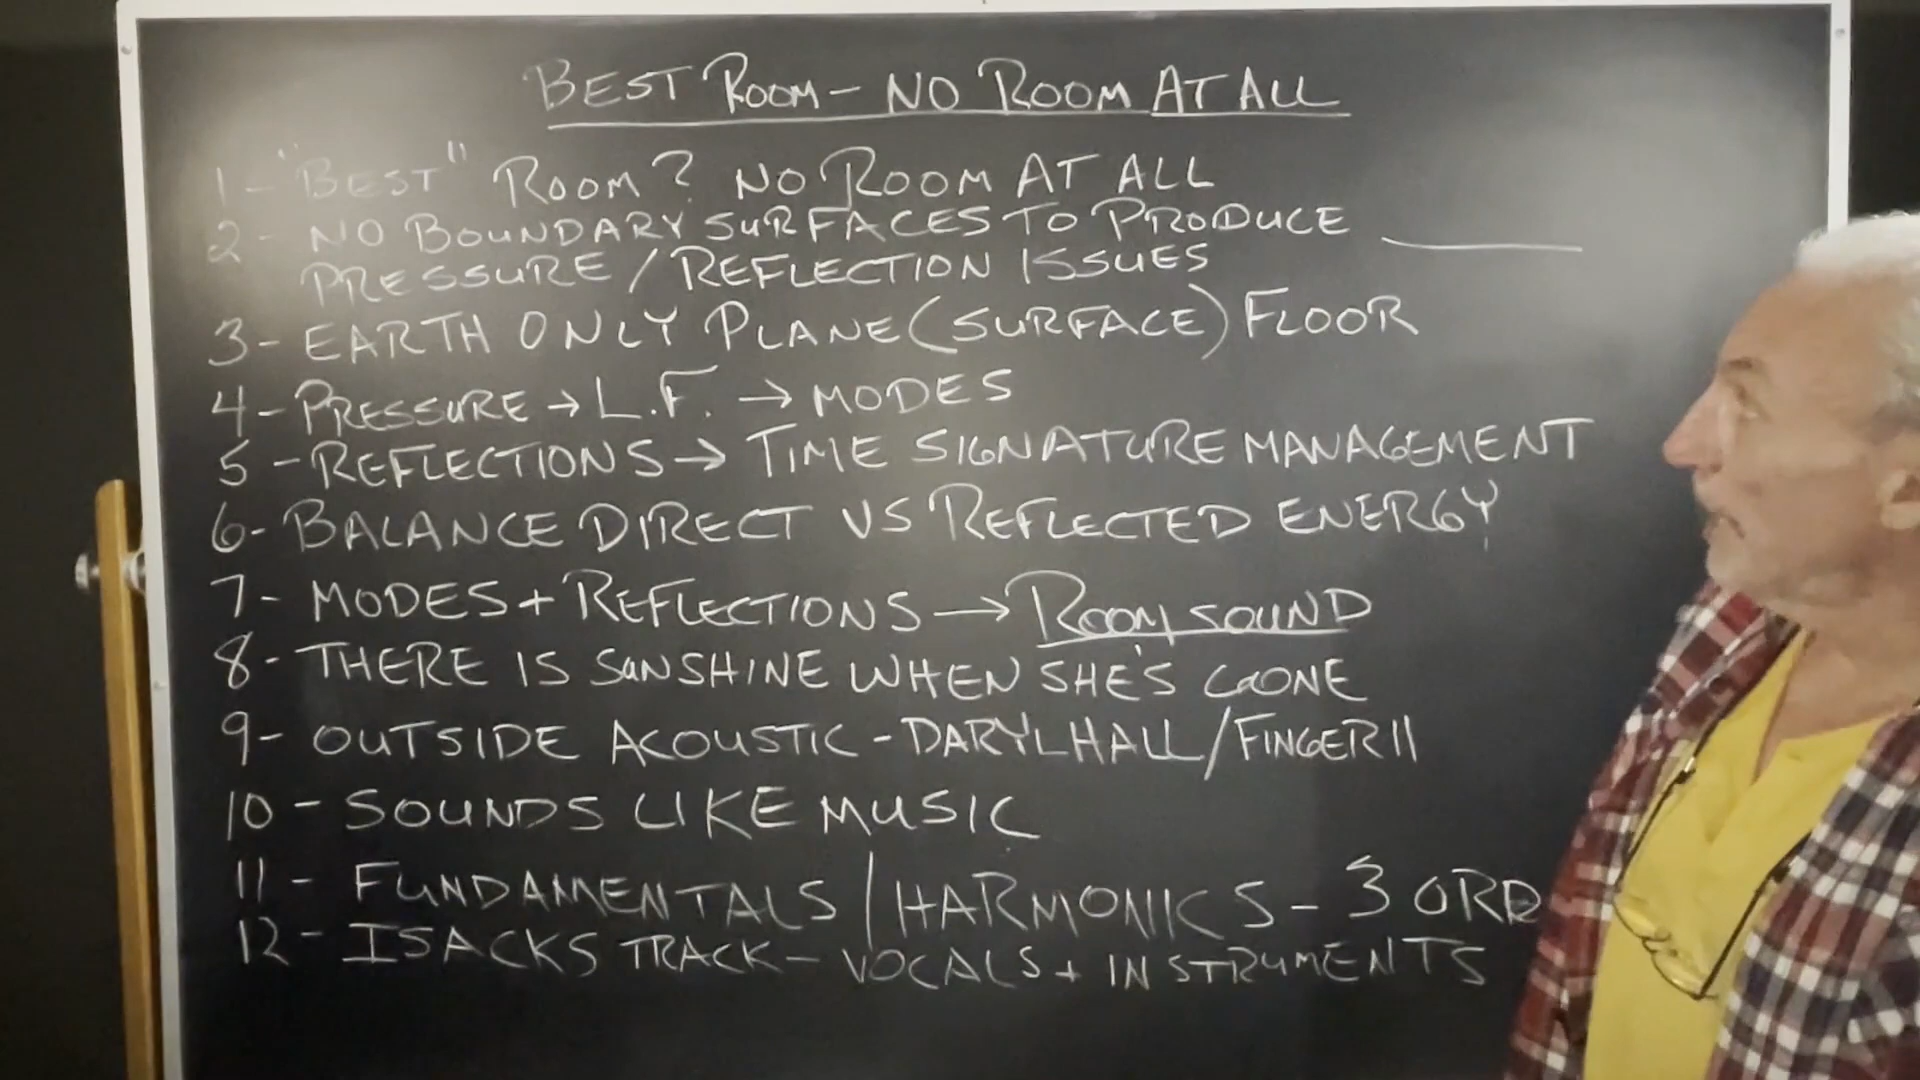 BEST ROOM - NO ROOM AT ALL
1 - "BEST" ROOM? NO ROOM AT ALL
2 - NO BOUNDARY SURFACES TO PRODUCE
PRESSURE / REFLECTION ISSUES
3 - EARTH ONLY PLANE (SURFACE) FLOOR
4 - PRESSURE → L.F. → MODES
5 - REFLECTIONS → TIME SIGNATURE MANAGEMENT
6 - BALANCE DIRECT VS REFLECTED ENERGY
7 - MODES + REFLECTIONS → ROOM SOUND
8 - THERE IS SUNSHINE WHEN SHE'S GONE
9 - OUTSIDE ACOUSTIC - DARYL HALL / FINGER 11
10 - SOUNDS LIKE MUSIC
11 - FUNDAMENTALS / HARMONICS - 3 ORD
12 - ISACKS TRACK - VOCALS + INSTRUMENTS